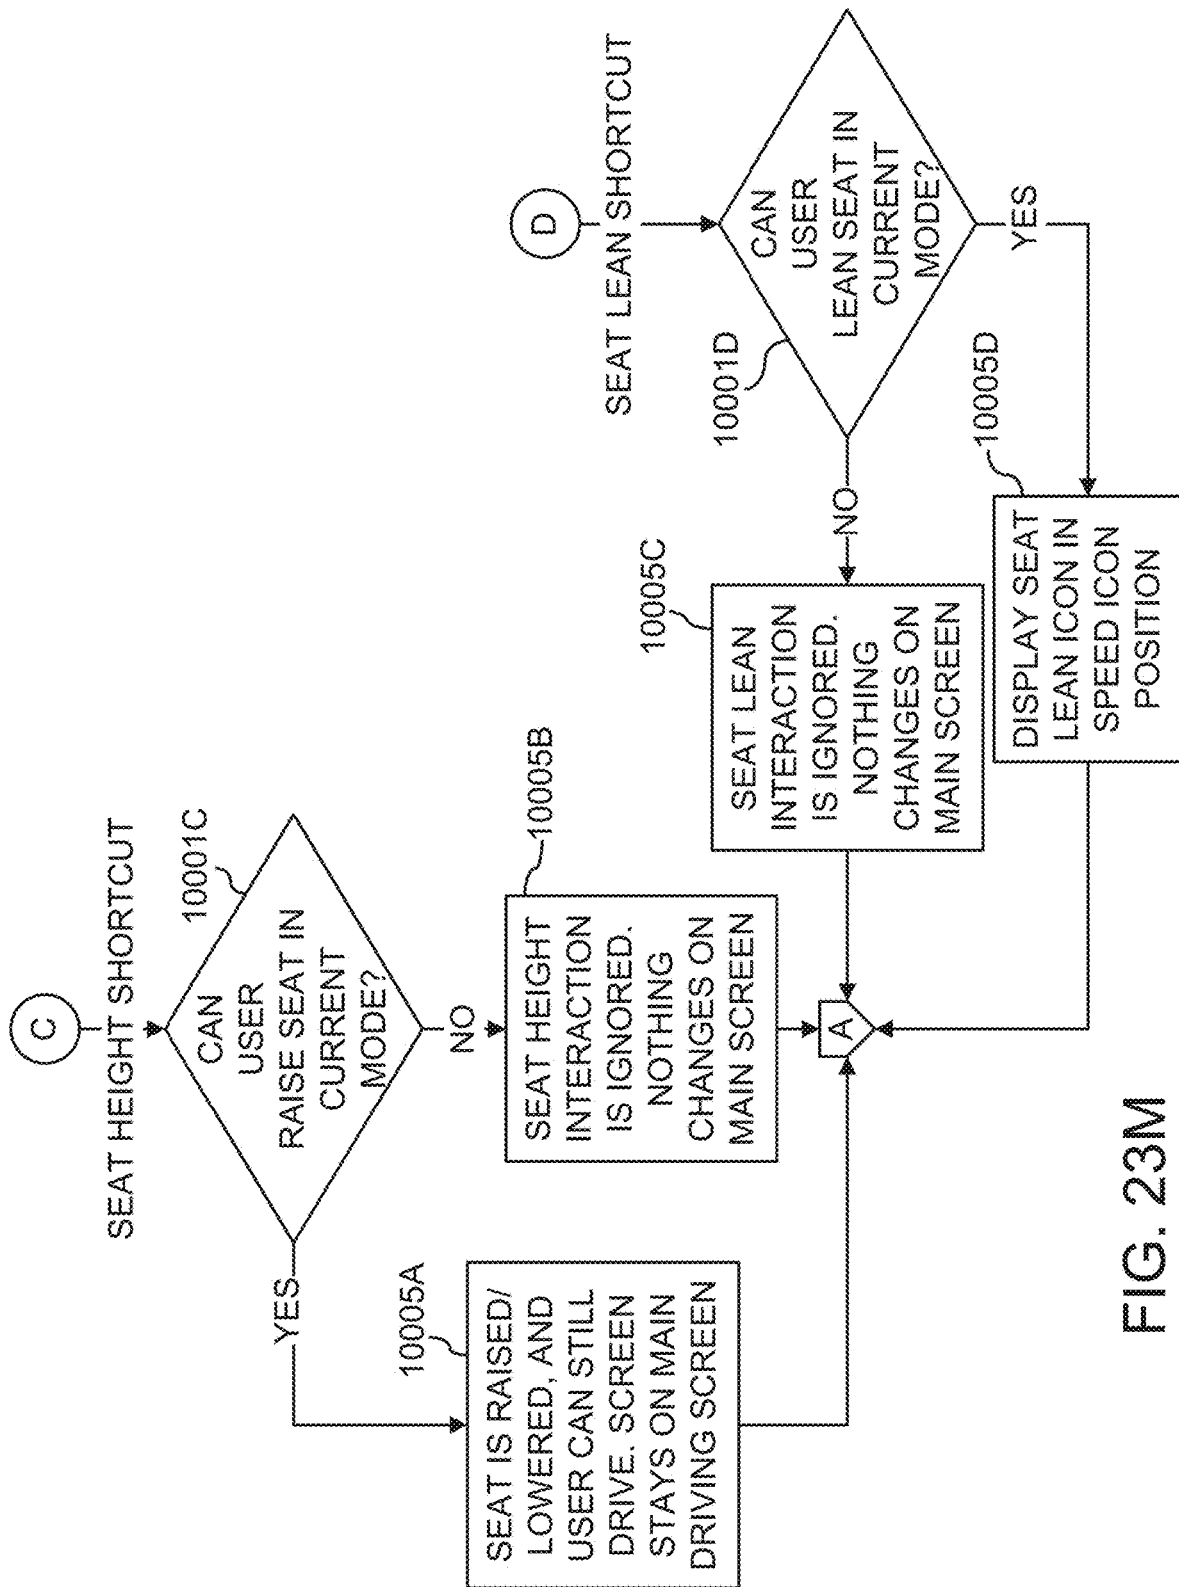 C
SEAT HEIGHT SHORTCUT
10001C
CAN
USER
RAISE SEAT IN
CURRENT
MODE?
YES
NO
10005A
SEAT IS RAISED/
LOWERED, AND
USER CAN STILL
DRIVE. SCREEN
STAYS ON MAIN
DRIVING SCREEN
10005B
SEAT HEIGHT
INTERACTION
IS IGNORED.
NOTHING
CHANGES ON
MAIN SCREEN
A
D
SEAT LEAN SHORTCUT
10001D
CAN
USER
LEAN SEAT IN
CURRENT
MODE?
NO
YES
10005C
SEAT LEAN
INTERACTION
IS IGNORED.
NOTHING
CHANGES ON
MAIN SCREEN
10005D
DISPLAY SEAT
LEAN ICON IN
SPEED ICON
POSITION
FIG. 23M